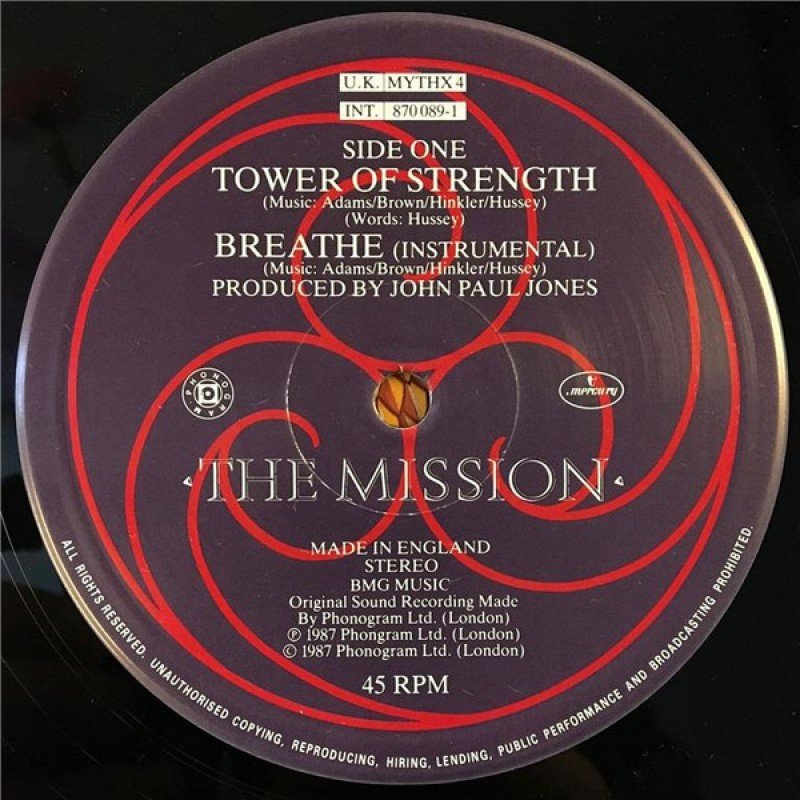 U.K. MYTHX 4
INT. 870 089-1
SIDE ONE
TOWER OF STRENGTH
(Music: Adams/Brown/Hinkler/Hussey)
(Words: Hussey)
BREATHE (INSTRUMENTAL)
(Music: Adams/Brown/Hinkler/Hussey)
PRODUCED BY JOHN PAUL JONES
PHONOGRAM
mercury
THE MISSION
MADE IN ENGLAND
STEREO
BMG MUSIC
Original Sound Recording Made
By Phonogram Ltd. (London)
℗ 1987 Phonogram Ltd. (London)
© 1987 Phonogram Ltd. (London)
45 RPM
ALL RIGHTS RESERVED. UNAUTHORISED COPYING, REPRODUCING, HIRING, LENDING, PUBLIC PERFORMANCE AND BROADCASTING PROHIBITED.